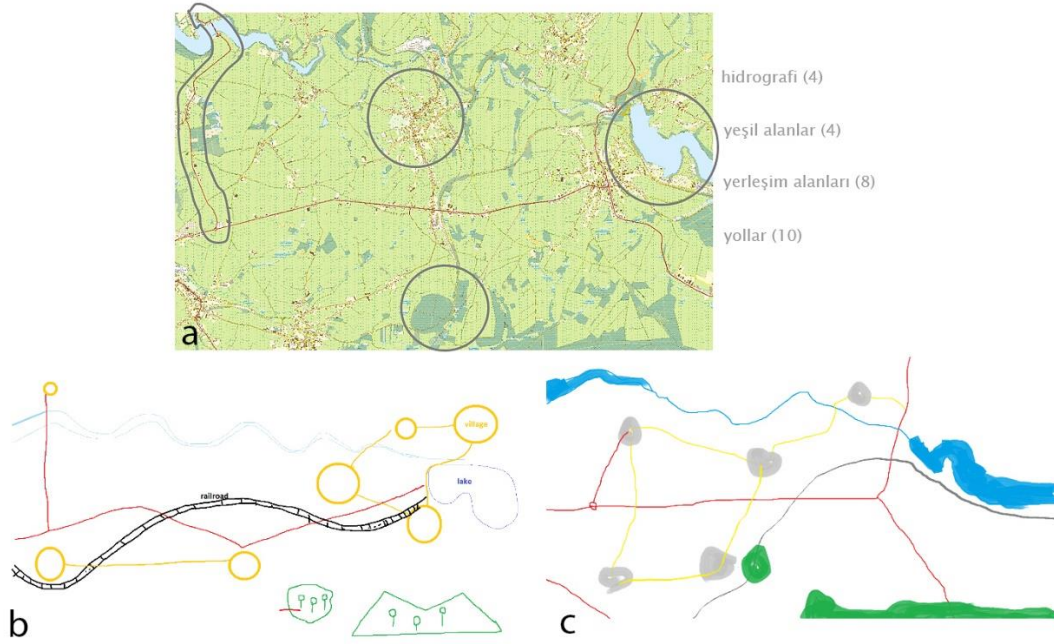 hidrografi (4)
yeşil alanlar (4)
yerleşim alanları (8)
yollar (10)
a
village
lake
railroad
b
c